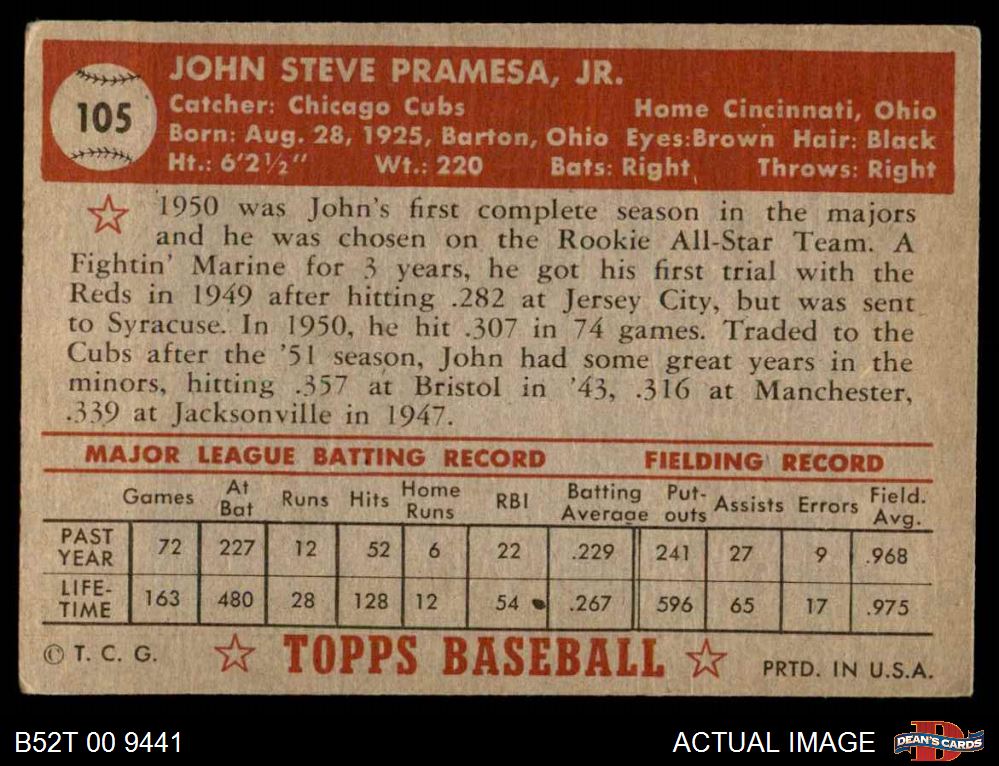 JOHN STEVE PRAMESA, JR.
105
Catcher: Chicago Cubs Home Cincinnati, Ohio
Born: Aug. 28, 1925, Barton, Ohio Eyes:Brown Hair: Black
Ht.: 6'2½" Wt.: 220 Bats: Right Throws: Right
1950 was John's first complete season in the majors
and he was chosen on the Rookie All-Star Team. A
Fightin' Marine for 3 years, he got his first trial with the
Reds in 1949 after hitting .282 at Jersey City, but was sent
to Syracuse. In 1950, he hit .307 in 74 games. Traded to the
Cubs after the '51 season, John had some great years in the
minors, hitting .357 at Bristol in '43, .316 at Manchester,
.339 at Jacksonville in 1947.
MAJOR LEAGUE BATTING RECORD FIELDING RECORD
Games At Bat Runs Hits Home Runs RBI Batting Average Put-outs Assists Errors Field. Avg.
PAST YEAR 72 227 12 52 6 22 .229 241 27 9 .968
LIFE-TIME 163 480 28 128 12 54 .267 596 65 17 .975
© T. C. G. TOPPS BASEBALL PRTD. IN U.S.A.
B52T 00 9441 ACTUAL IMAGE DEAN'S CARDS